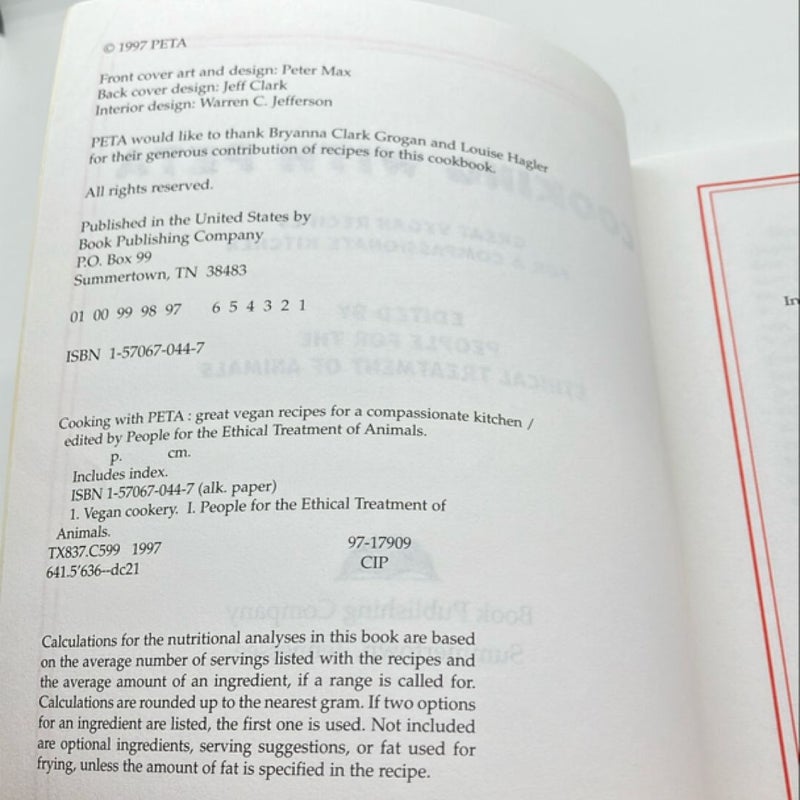 © 1997 PETA
Front cover art and design: Peter Max
Back cover design: Jeff Clark
Interior design: Warren C. Jefferson
PETA would like to thank Bryanna Clark Grogan and Louise Hagler
for their generous contribution of recipes for this cookbook.
All rights reserved.
Published in the United States by
Book Publishing Company
P.O. Box 99
Summertown, TN 38483
01 00 99 98 97 6 5 4 3 2 1
ISBN 1-57067-044-7
Cooking with PETA : great vegan recipes for a compassionate kitchen /
edited by People for the Ethical Treatment of Animals.
p. cm.
Includes index.
ISBN 1-57067-044-7 (alk. paper)
1. Vegan cookery. I. People for the Ethical Treatment of
Animals.
TX837.C599 1997 97-17909
641.5'636--dc21 CIP
Calculations for the nutritional analyses in this book are based
on the average number of servings listed with the recipes and
the average amount of an ingredient, if a range is called for.
Calculations are rounded up to the nearest gram. If two options
for an ingredient are listed, the first one is used. Not included
are optional ingredients, serving suggestions, or fat used for
frying, unless the amount of fat is specified in the recipe.